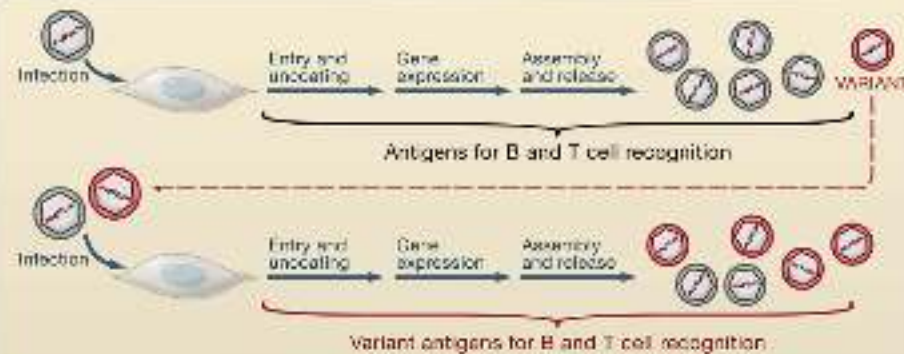 Infection
Entry and
uncoating
Gene
expression
Assembly
and release
VARIANT
Antigens for B and T cell recognition
Infection
Entry and
uncoating
Gene
expression
Assembly
and release
Variant antigens for B and T cell recognition